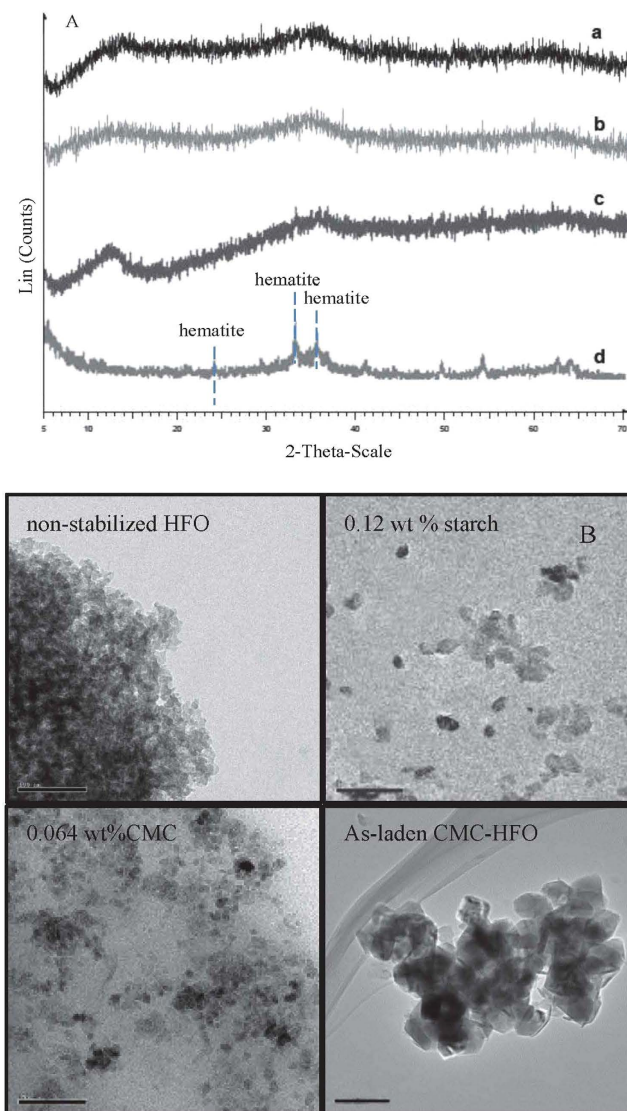 A
a
b
c
hematite
hematite
hematite
d
Lin (Counts)
5 10 20 30 40 50 60 70
2-Theta-Scale
non-stabilized HFO
0.12 wt % starch
B
0.064 wt%CMC
As-laden CMC-HFO